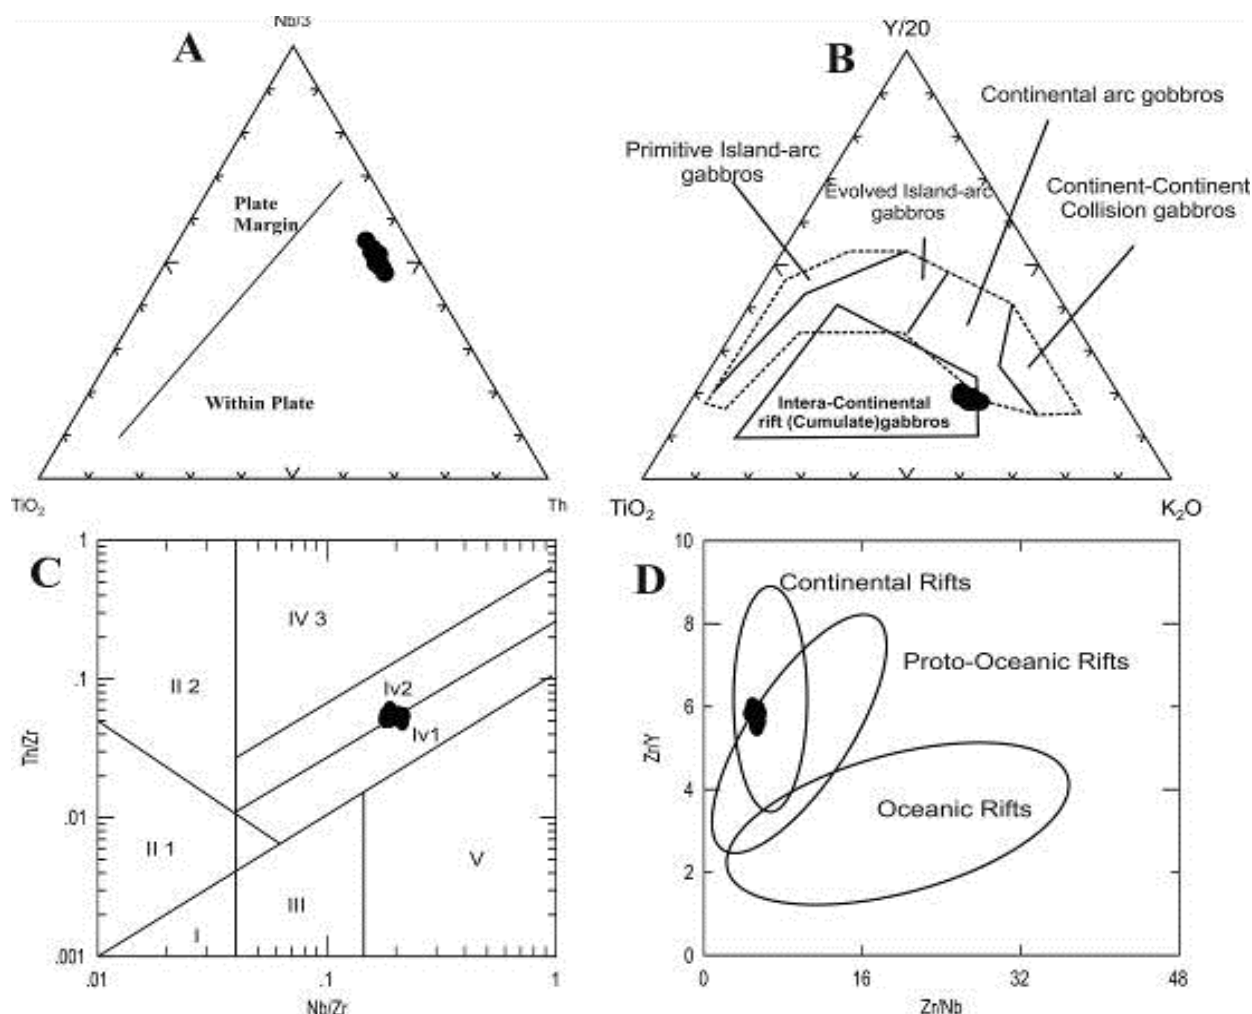 Nb/3
A
Plate
Margin
Within Plate
TiO₂
Th
Y/20
B
Continental arc gobbros
Primitive Island-arc
gabbros
Evolved Island-arc
gabbros
Continent-Continent
Collision gabbros
Intera-Continental
rift (Cumulate)gabbros
TiO₂
K₂O
C
1
.1
.01
.001
Th/Zr
IV 3
II 2
Iv2
Iv1
II 1
V
III
I
.01
.1
1
Nb/Zr
D
10
8
6
4
2
0
Zr/Y
Continental Rifts
Proto-Oceanic Rifts
Oceanic Rifts
0
16
32
48
Zr/Nb